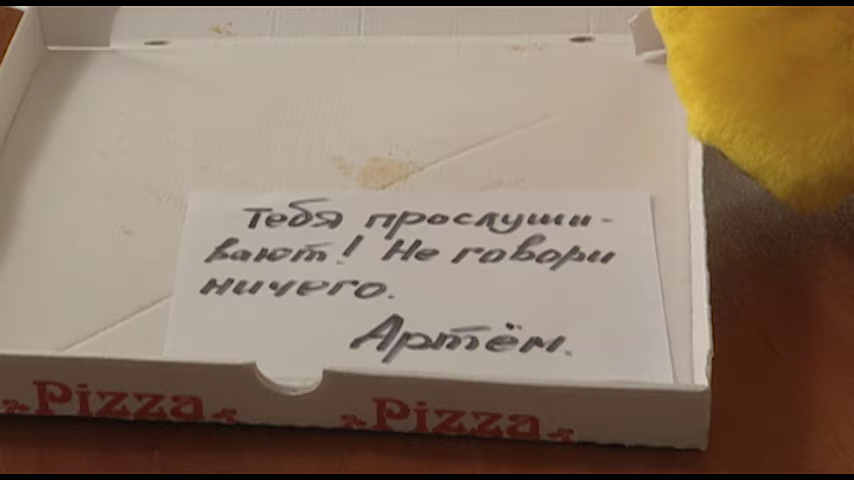 Тебя прослуши-
вают! Не говори
ничего.
Артём.
Pizza Pizza